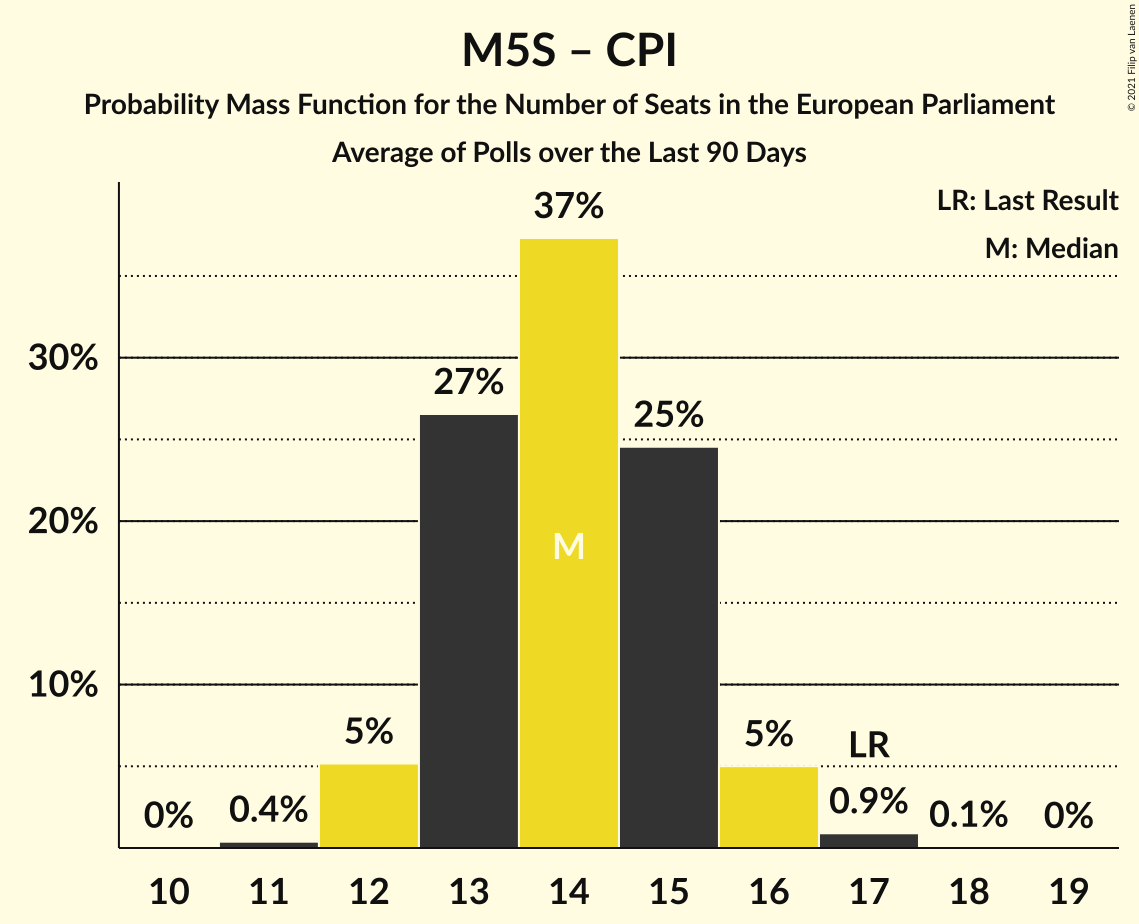 M5S – CPI
Probability Mass Function for the Number of Seats in the European Parliament
Average of Polls over the Last 90 Days
© 2021 Filip van Laenen
LR: Last Result
M: Median
30%
20%
10%
0%
0.4%
5%
27%
37%
M
25%
5%
LR
0.9%
0.1%
0%
10 11 12 13 14 15 16 17 18 19